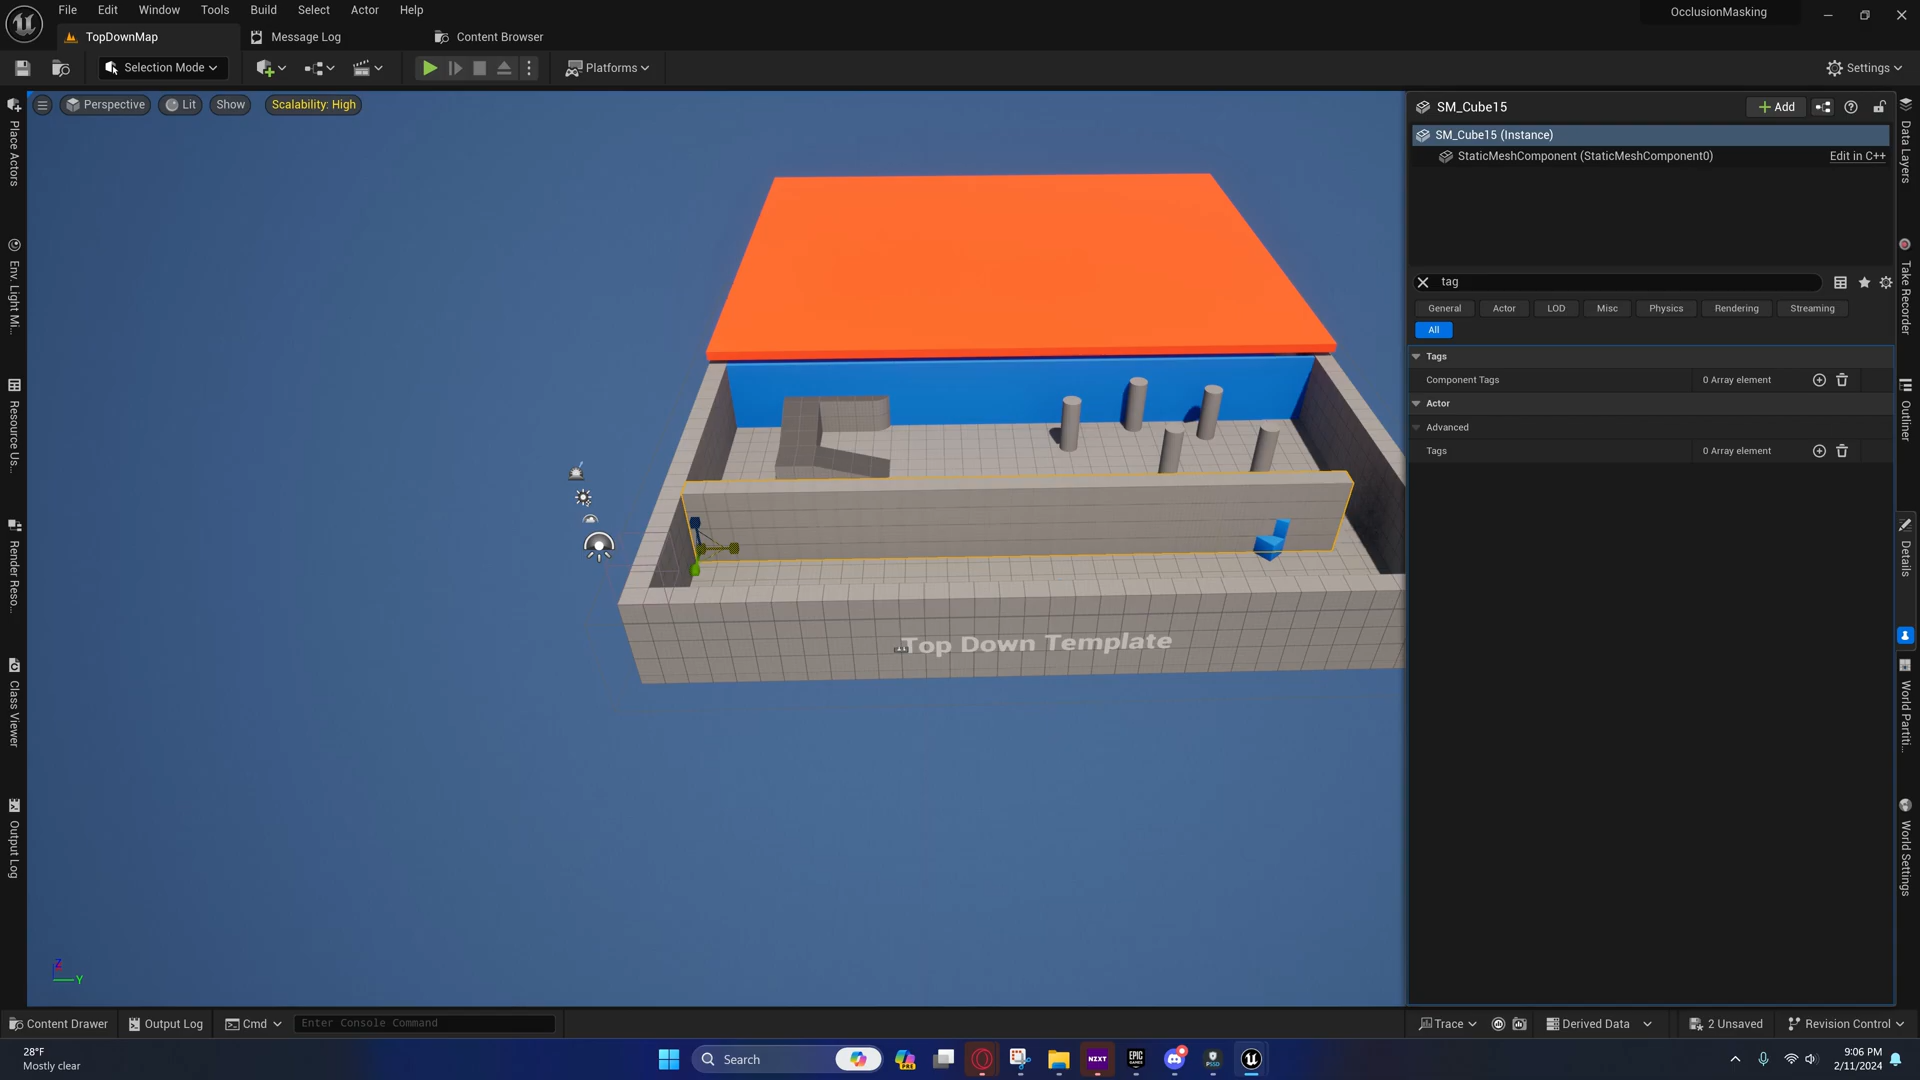 File Edit Window Tools Build Select Actor Help
OcclusionMasking
TopDownMap
Message Log
Content Browser
Selection Mode
Platforms
Settings
Perspective
Lit
Show
Scalability: High
Place Actors
Env. Light Mi...
Resource Us...
Render Reso...
Class Viewer
Output Log
Top Down Template
Z
Y
SM_Cube15
Add
SM_Cube15 (Instance)
StaticMeshComponent (StaticMeshComponent0)
Edit in C++
tag
General
Actor
LOD
Misc
Physics
Rendering
Streaming
All
Tags
Component Tags
0 Array element
Actor
Advanced
Tags
0 Array element
Data Layers
Take Recorder
Outliner
Details
World Partiti...
World Settings
Content Drawer
Output Log
Cmd
Enter Console Command
Trace
Derived Data
2 Unsaved
Revision Control
28°F
Mostly clear
Search
PRE
NZXT
EPIC
GAMES
9:06 PM
2/11/2024